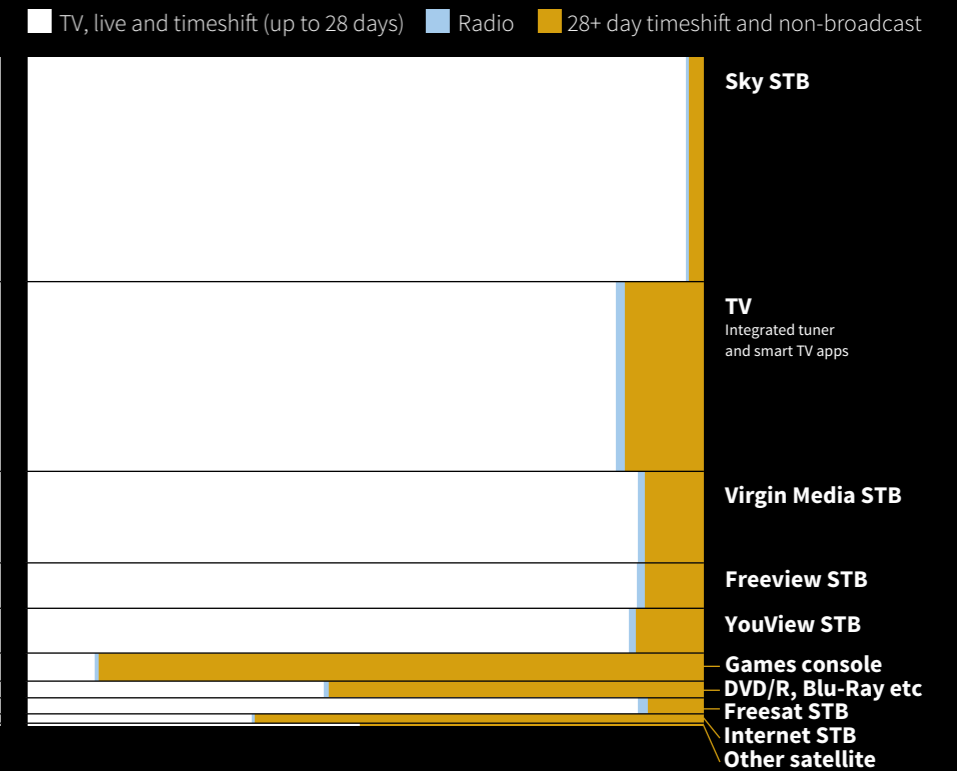 TV, live and timeshift (up to 28 days) Radio 28+ day timeshift and non-broadcast
Sky STB
TV
Integrated tuner
and smart TV apps
Virgin Media STB
Freeview STB
YouView STB
Games console
DVD/R, Blu-Ray etc
Freesat STB
Internet STB
Other satellite